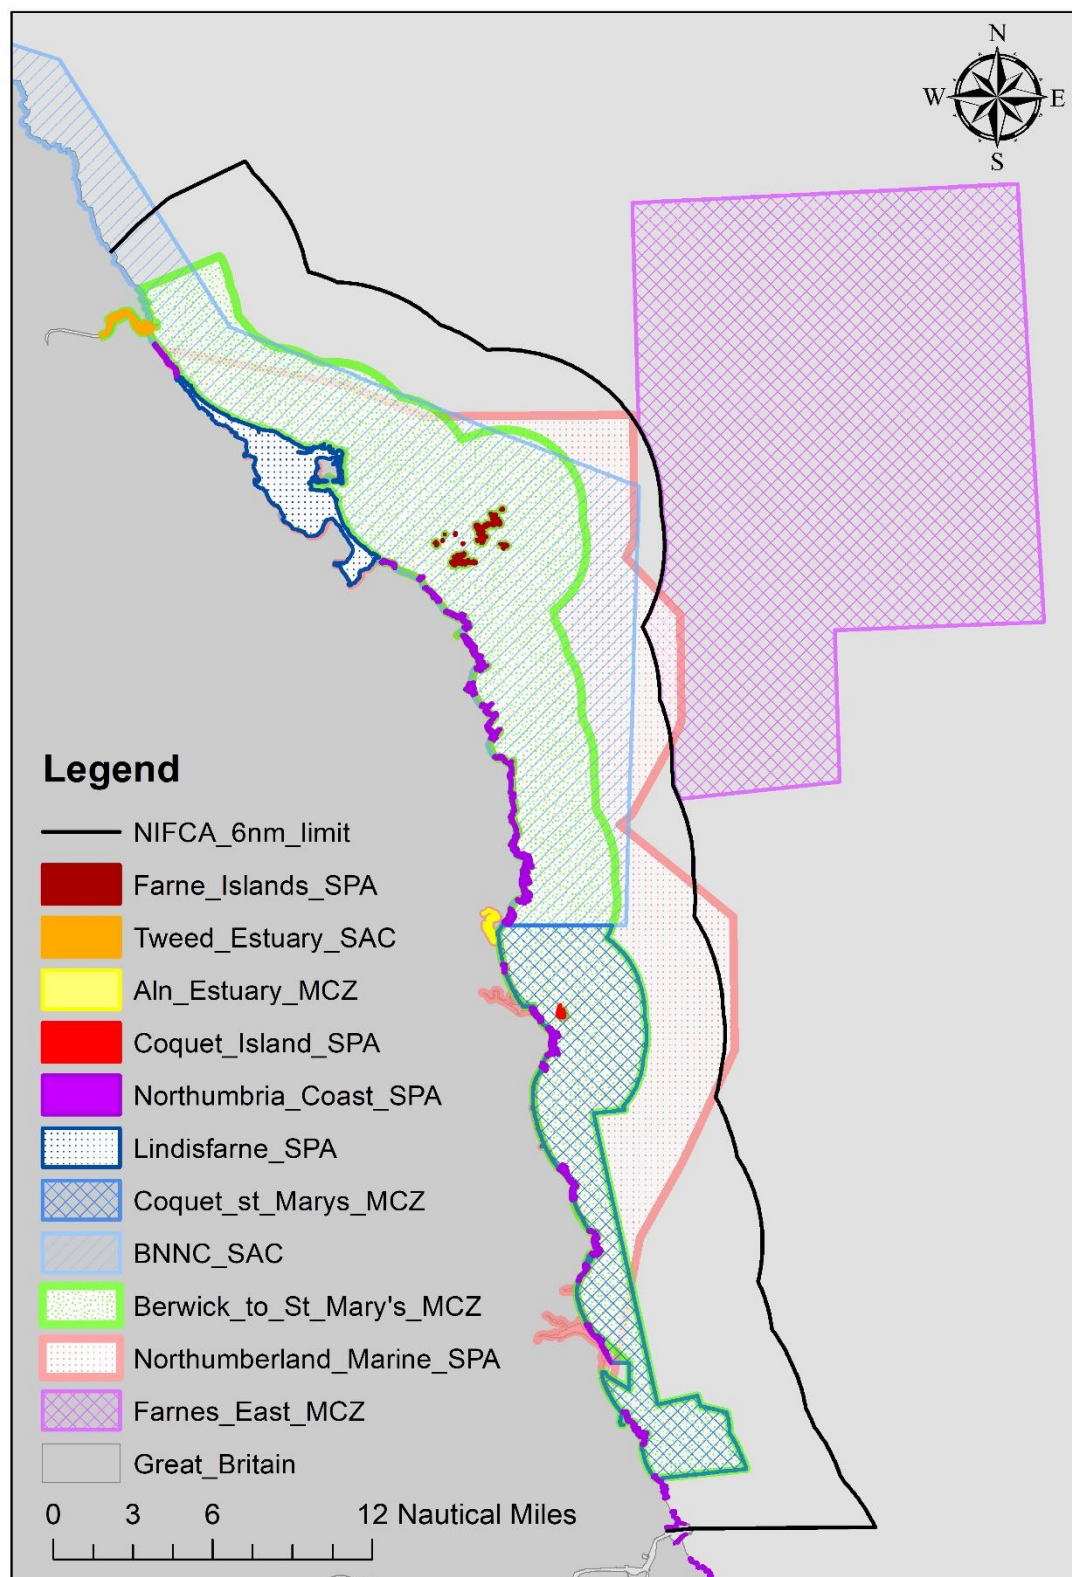 N
W E
S
Legend
NIFCA_6nm_limit
Farne_Islands_SPA
Tweed_Estuary_SAC
Aln_Estuary_MCZ
Coquet_Island_SPA
Northumbria_Coast_SPA
Lindisfarne_SPA
Coquet_st_Marys_MCZ
BNNC_SAC
Berwick_to_St_Mary's_MCZ
Northumberland_Marine_SPA
Farnes_East_MCZ
Great_Britain
0 3 6 12 Nautical Miles